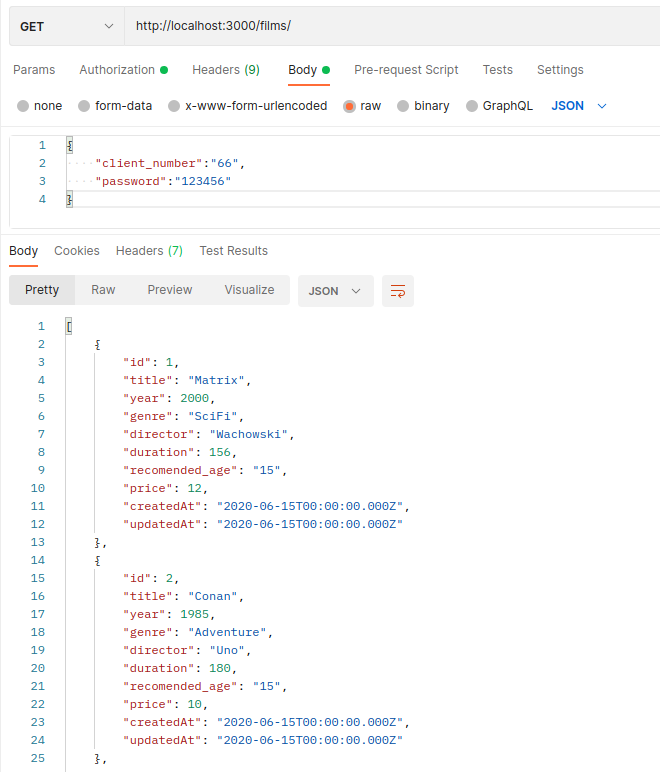 GET http://localhost:3000/films/
Params Authorization Headers (9) Body Pre-request Script Tests Settings
none form-data x-www-form-urlencoded raw binary GraphQL JSON
1 {
2 ····"client_number":"66",
3 ····"password":"123456"
4 }
Body Cookies Headers (7) Test Results
Pretty Raw Preview Visualize JSON
1 [
2 {
3 "id": 1,
4 "title": "Matrix",
5 "year": 2000,
6 "genre": "SciFi",
7 "director": "Wachowski",
8 "duration": 156,
9 "recomended_age": "15",
10 "price": 12,
11 "createdAt": "2020-06-15T00:00:00.000Z",
12 "updatedAt": "2020-06-15T00:00:00.000Z"
13 },
14 {
15 "id": 2,
16 "title": "Conan",
17 "year": 1985,
18 "genre": "Adventure",
19 "director": "Uno",
20 "duration": 180,
21 "recomended_age": "15",
22 "price": 10,
23 "createdAt": "2020-06-15T00:00:00.000Z",
24 "updatedAt": "2020-06-15T00:00:00.000Z"
25 },